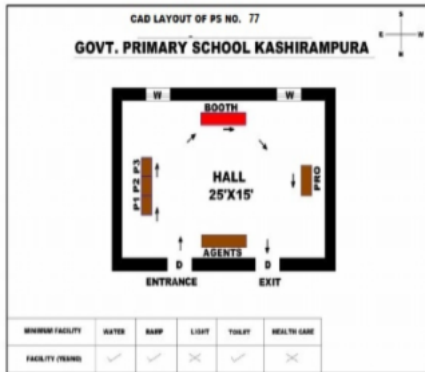 CAD LAYOUT OF PS NO. 77
GOVT. PRIMARY SCHOOL KASHIRAMPURA
S
E W
N
W W
BOOTH
P1 P2 P3
HALL
25'X15'
PRO
AGENTS
D D
ENTRANCE EXIT
MINIMUM FACILITY WATER RAMP LIGHT TOILET HEALTH CARE
FACILITY (YES/NO) ✓ ✓ ✕ ✓ ✕